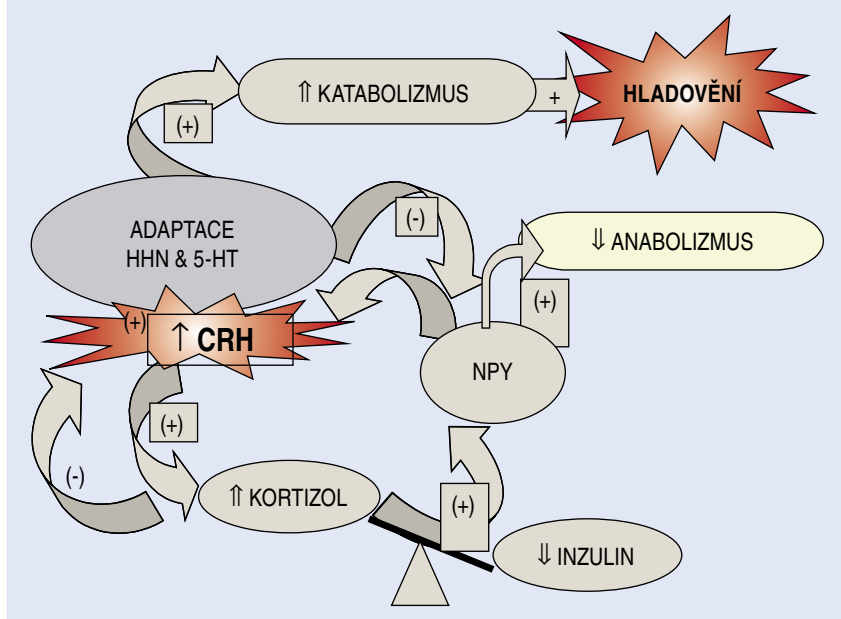 ⇑ KATABOLIZMUS
+
HLADOVĚNÍ
(+)
ADAPTACE
HHN & 5-HT
(-)
⇓ ANABOLIZMUS
(+)
(+)
↑ CRH
NPY
(+)
(-)
⇑ KORTIZOL
(+)
⇓ INZULIN